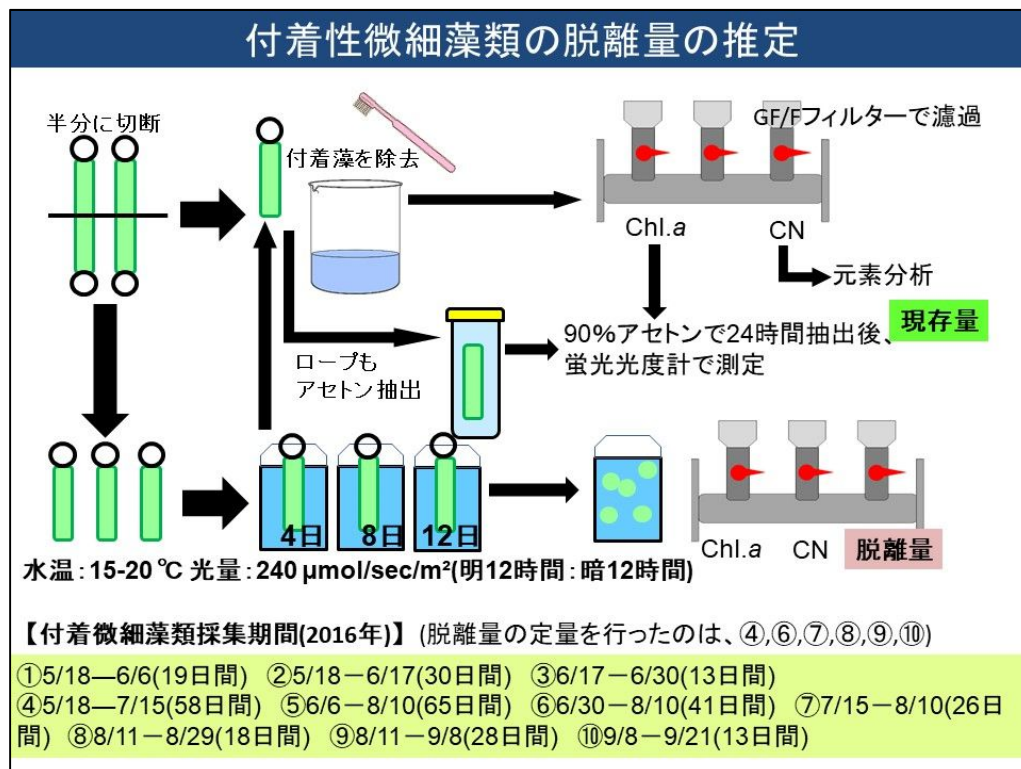 付着性微細藻類の脱離量の推定
半分に切断
付着藻を除去
GF/Fフィルターで濾過
Chl.a
CN
元素分析
現存量
90%アセトンで24時間抽出後、
蛍光光度計で測定
ロープも
アセトン抽出
4日
8日
12日
Chl.a
CN
脱離量
水温：15-20 ℃ 光量：240 μmol/sec/m²(明12時間：暗12時間)
【付着微細藻類採集期間(2016年)】 (脱離量の定量を行ったのは、④,⑥,⑦,⑧,⑨,⑩)
①5/18—6/6(19日間) ②5/18－6/17(30日間) ③6/17－6/30(13日間)
④5/18—7/15(58日間) ⑤6/6－8/10(65日間) ⑥6/30－8/10(41日間) ⑦7/15－8/10(26日
間) ⑧8/11－8/29(18日間) ⑨8/11－9/8(28日間) ⑩9/8－9/21(13日間)